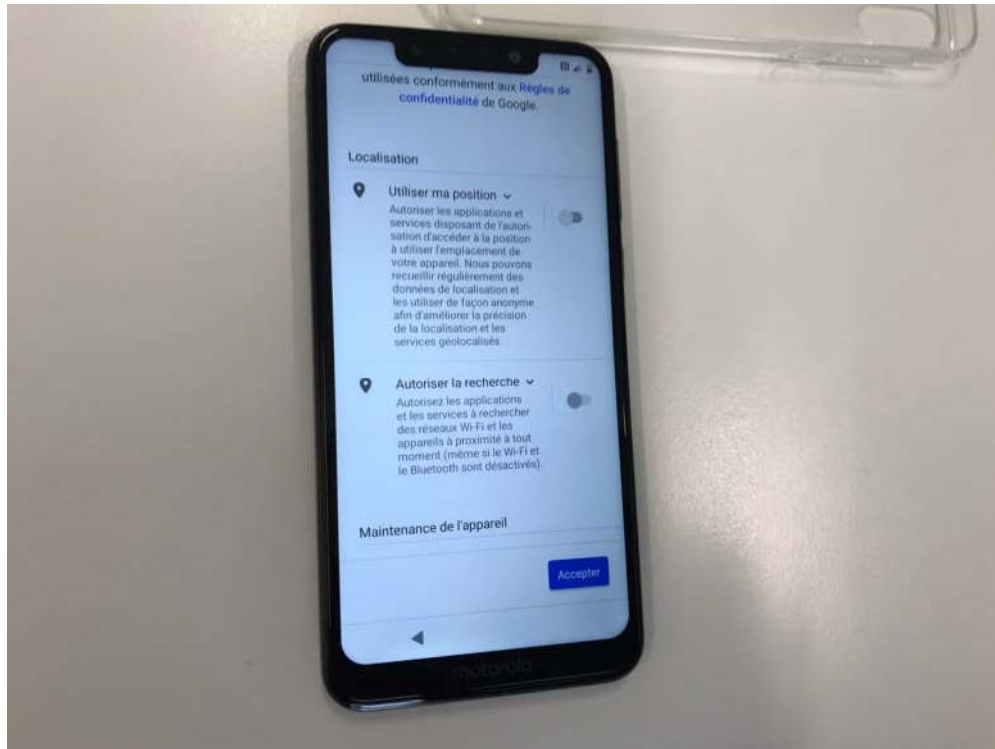 utilisées conformément aux Règles de
confidentialité de Google.
Localisation
Utiliser ma position
Autoriser les applications et
services disposant de l'autori-
sation d'accéder à la position
à utiliser l'emplacement de
votre appareil. Nous pouvons
recueillir régulièrement des
données de localisation et
les utiliser de façon anonyme
afin d'améliorer la précision
de la localisation et les
services géolocalisés.
Autoriser la recherche
Autorisez les applications
et les services à rechercher
des réseaux Wi-Fi et les
appareils à proximité à tout
moment (même si le Wi-Fi et
le Bluetooth sont désactivés).
Maintenance de l'appareil
Accepter
motorola